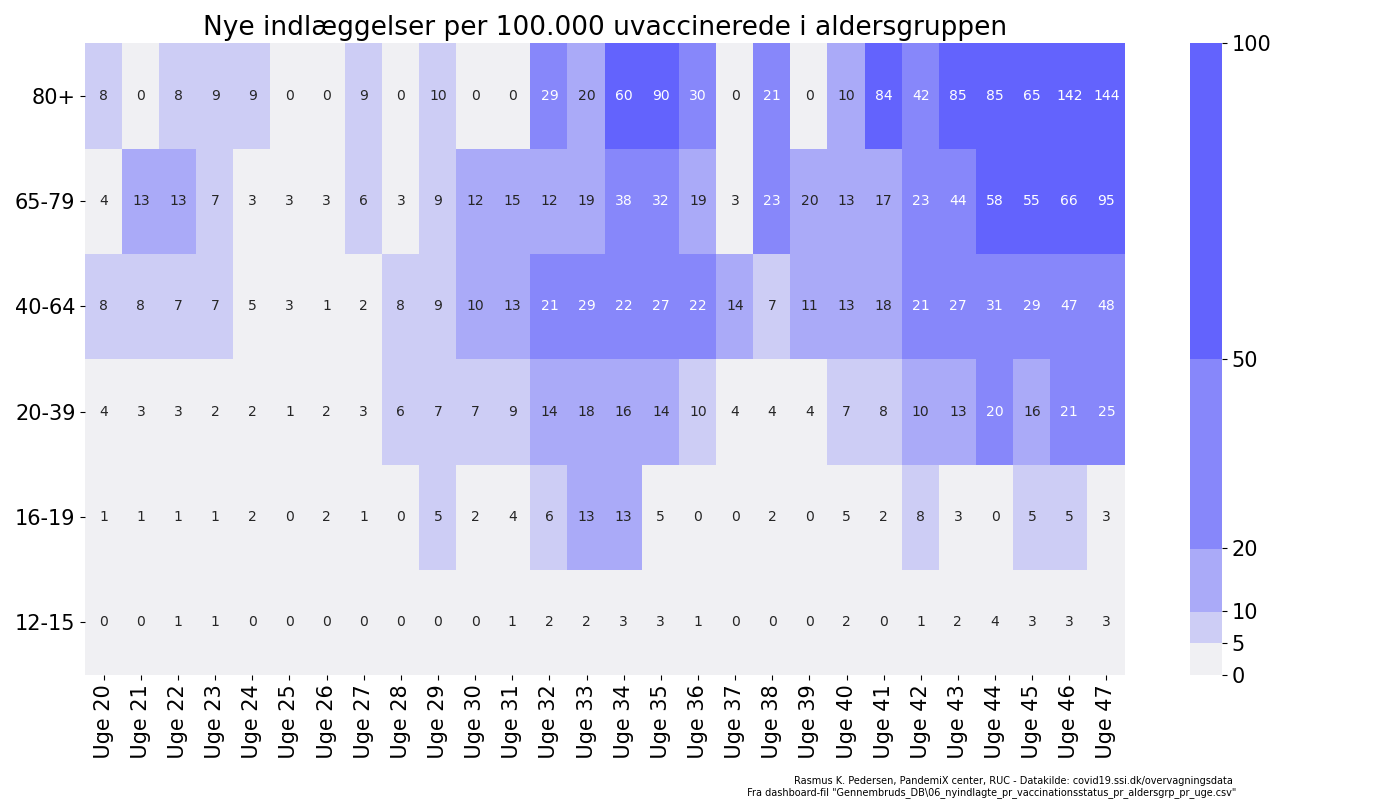 Nye indlæggelser per 100.000 uvaccinerede i aldersgruppen
80+ 8 0 8 9 9 0 0 9 0 10 0 0 29 20 60 90 30 0 21 0 10 84 42 85 85 65 142 144
65-79 4 13 13 7 3 3 3 6 3 9 12 15 12 19 38 32 19 3 23 20 13 17 23 44 58 55 66 95
40-64 8 8 7 7 5 3 1 2 8 9 10 13 21 29 22 27 22 14 7 11 13 18 21 27 31 29 47 48
20-39 4 3 3 2 2 1 2 3 6 7 7 9 14 18 16 14 10 4 4 4 7 8 10 13 20 16 21 25
16-19 1 1 1 1 2 0 2 1 0 5 2 4 6 13 13 5 0 0 2 0 5 2 8 3 0 5 5 3
12-15 0 0 1 1 0 0 0 0 0 0 0 1 2 2 3 3 1 0 0 0 2 0 1 2 4 3 3 3
Uge 20 Uge 21 Uge 22 Uge 23 Uge 24 Uge 25 Uge 26 Uge 27 Uge 28 Uge 29 Uge 30 Uge 31 Uge 32 Uge 33 Uge 34 Uge 35 Uge 36 Uge 37 Uge 38 Uge 39 Uge 40 Uge 41 Uge 42 Uge 43 Uge 44 Uge 45 Uge 46 Uge 47
100
50
20
10
5
0
Rasmus K. Pedersen, PandemiX center, RUC - Datakilde: covid19.ssi.dk/overvagningsdata
Fra dashboard-fil "Gennembruds_DB\06_nyindlagte_pr_vaccinationsstatus_pr_aldersgrp_pr_uge.csv"